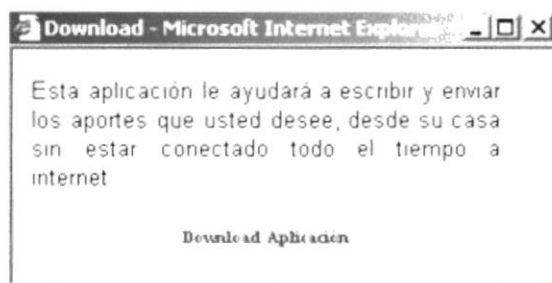 Download - Microsoft Internet Explorer
Esta aplicación le ayudará a escribir y enviar
los aportes que usted desee, desde su casa
sin estar conectado todo el tiempo a
internet
Download Aplicación